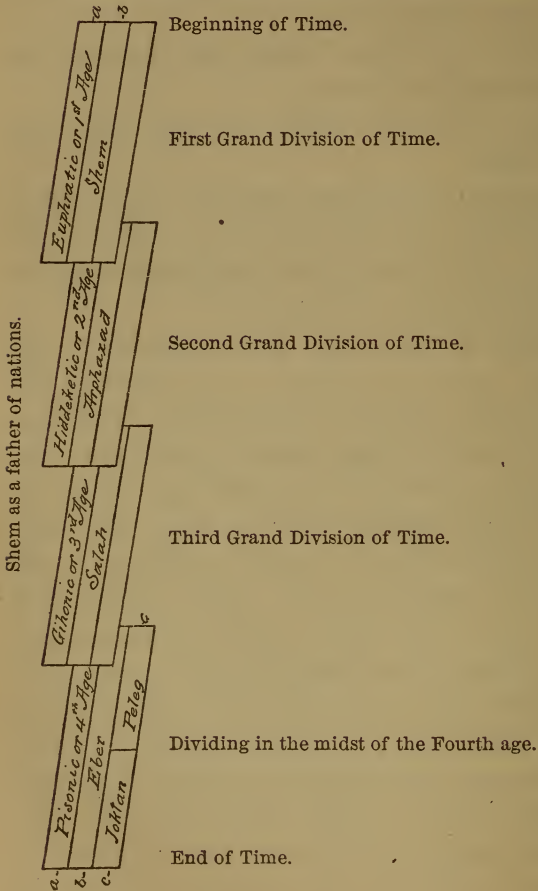 a
b
Beginning of Time.
Euphratic or 1st Age
Shem
First Grand Division of Time.
Hiddekelic or 2nd Age
Arphaxad
Second Grand Division of Time.
Shem as a father of nations.
Gihonic or 3rd Age
Salah
Third Grand Division of Time.
c
Pisonic or 4th Age
Eber
Joktan
Peleg
Dividing in the midst of the Fourth age.
a-
b-
c-
End of Time.